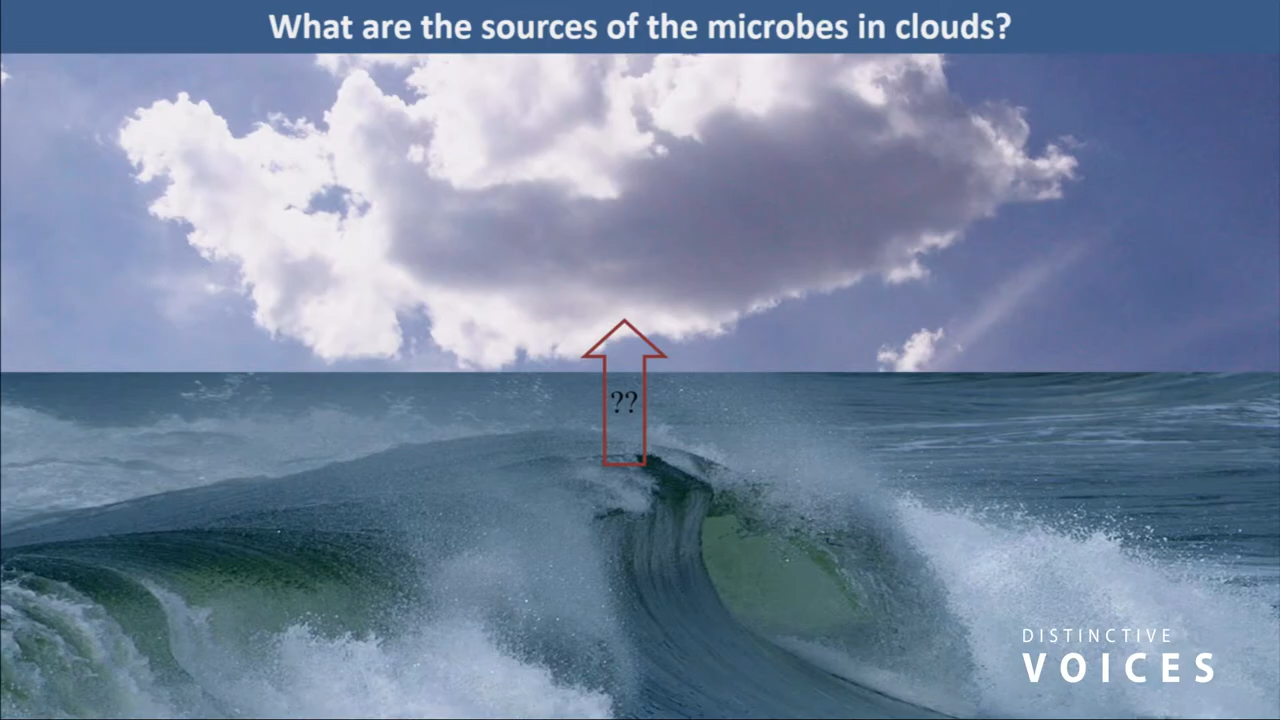 What are the sources of the microbes in clouds?
??
DISTINCTIVE
VOICES